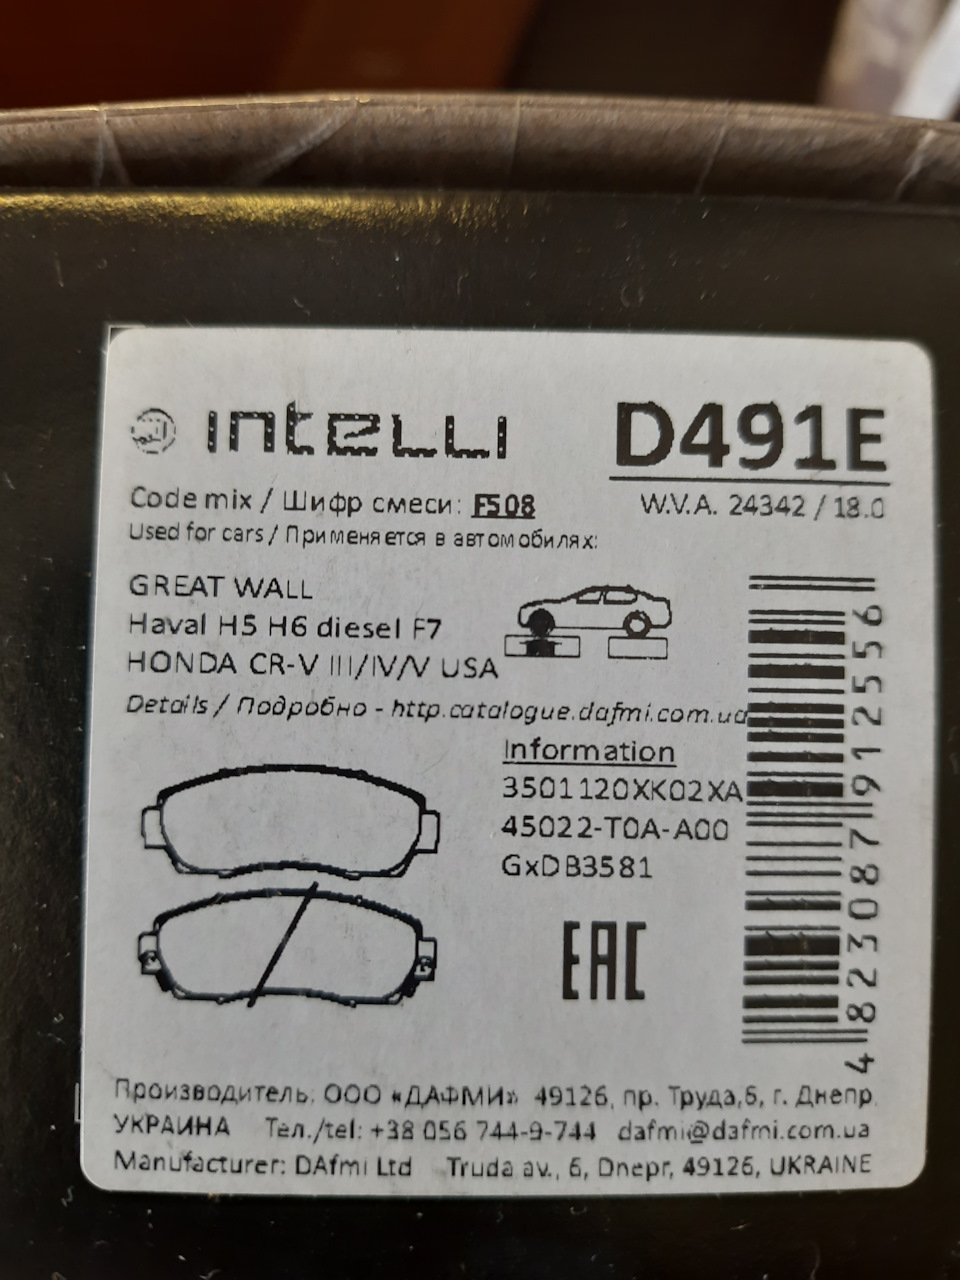 INTELLI
D491E
Code mix / Шифр смеси: FS08
W.V.A. 24342 / 18.0
Used for cars / Применяется в автомобилях:
GREAT WALL
Haval H5 H6 diesel F7
HONDA CR-V III/IV/V USA
Details / Подробно - http.catalogue.dafmi.com.ua
Information
3501120XK02XA
45022-T0A-A00
GxDB3581
EAC
4823087912556
Производитель: ООО «ДАФМИ» 49126, пр. Труда,6, г. Днепр,
УКРАИНА Тел./tel: +38 056 744-9-744 dafmi@dafmi.com.ua
Manufacturer: DAfmi Ltd Truda av., 6, Dnepr, 49126, UKRAINE